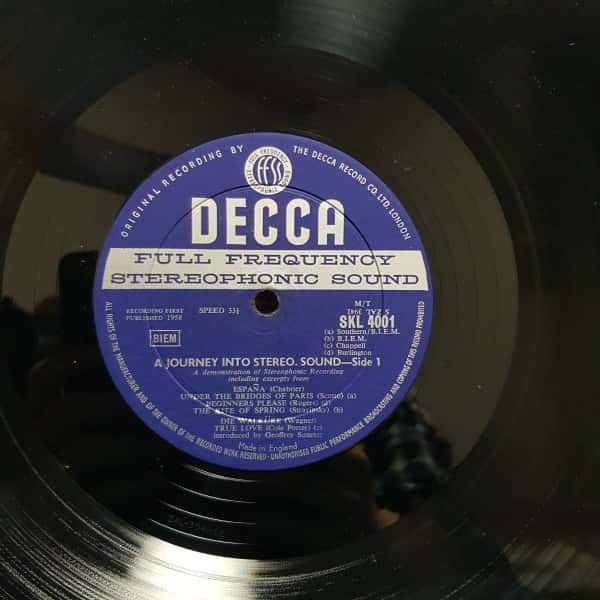 ORIGINAL RECORDING BY THE DECCA RECORD CO. LTD. LONDON
FULL FREQUENCY
FFSS
DECCA
FULL FREQUENCY
STEREOPHONIC SOUND
RECORDING FIRST
PUBLISHED 1958
BIEM
SPEED 33⅓
M/T
S ZAL 3941
SKL 4001
(a) Southern/B.I.E.M.
(b) B.I.E.M.
(c) Chappell
(d) Burlington
A JOURNEY INTO STEREO. SOUND—Side 1
A demonstration of Stereophonic Recording
including excerpts from
ESPAÑA (Chabrier)
UNDER THE BRIDGES OF PARIS (Scotto) (a)
BEGINNERS PLEASE (Rogers) (d)
THE RITE OF SPRING (Stravinsky) (b)
DIE WALKÜRE (Wagner)
TRUE LOVE (Cole Porter) (c)
introduced by Geoffrey Sumner
Made in England
ALL RIGHTS OF THE MANUFACTURER AND OF THE OWNER OF THE RECORDED WORK RESERVED—UNAUTHORISED PUBLIC PERFORMANCE BROADCASTING AND COPYING OF THIS RECORD PROHIBITED